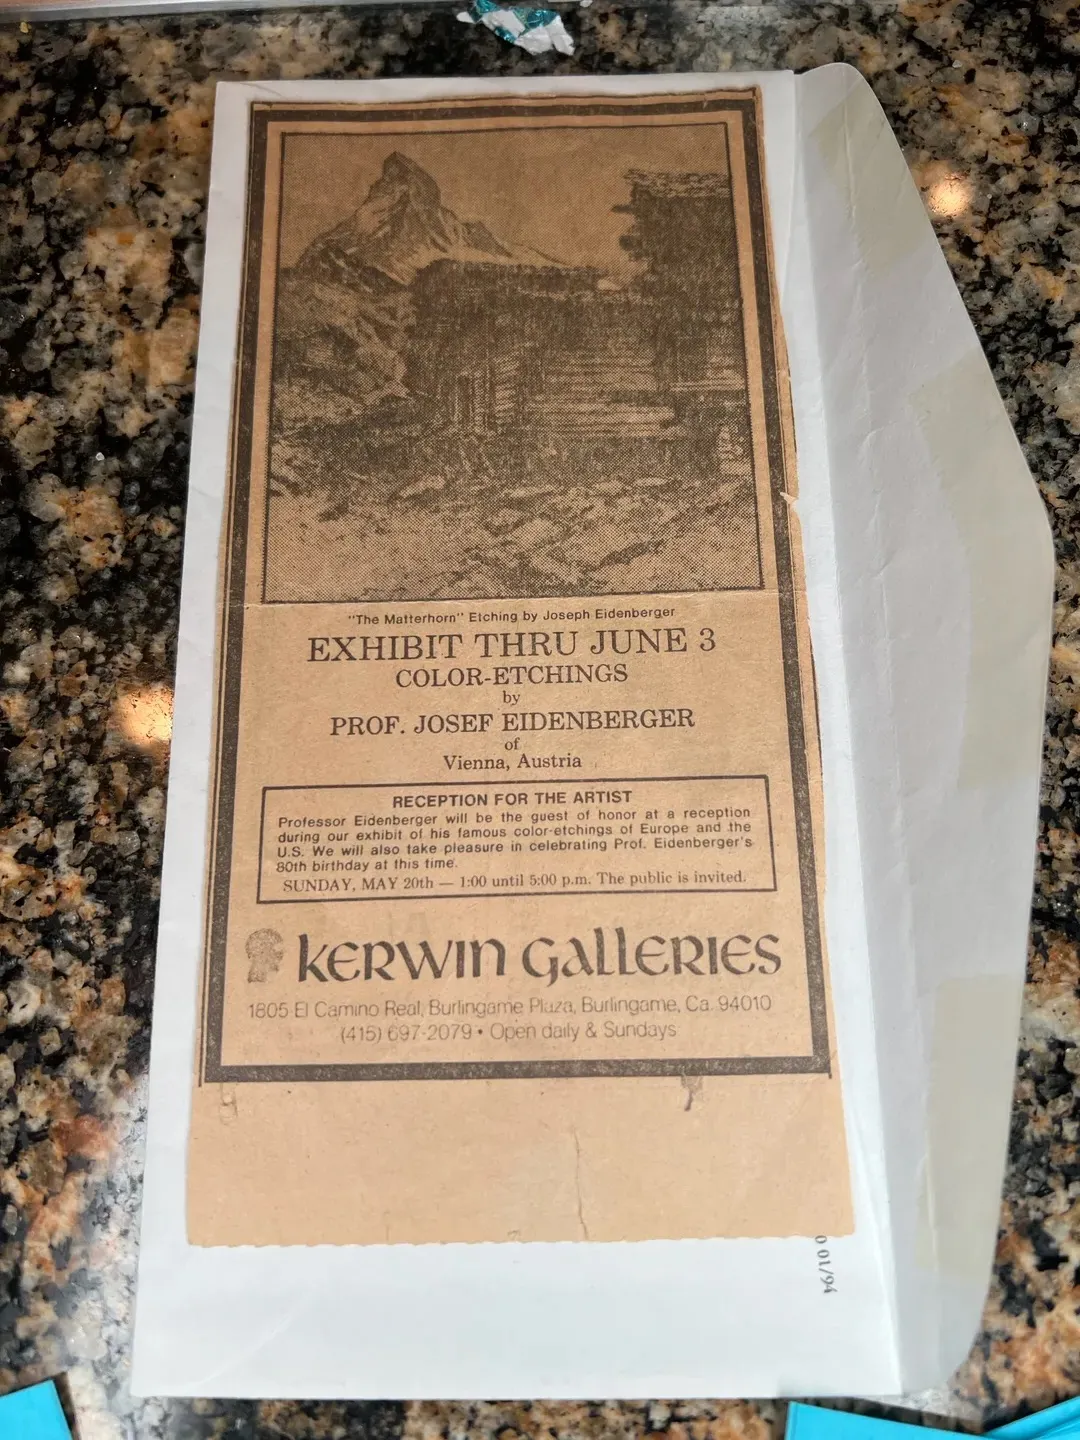 "The Matterhorn" Etching by Joseph Eidenberger
EXHIBIT THRU JUNE 3
COLOR-ETCHINGS
by
PROF. JOSEF EIDENBERGER
of
Vienna, Austria
RECEPTION FOR THE ARTIST
Professor Eidenberger will be the guest of honor at a reception
during our exhibit of his famous color-etchings of Europe and the
U.S. We will also take pleasure in celebrating Prof. Eidenberger's
80th birthday at this time.
SUNDAY, MAY 20th — 1:00 until 5:00 p.m. The public is invited.
KERWIN GALLERIES
1805 El Camino Real, Burlingame Plaza, Burlingame, Ca. 94010
(415) 697-2079 • Open daily & Sundays
01/94